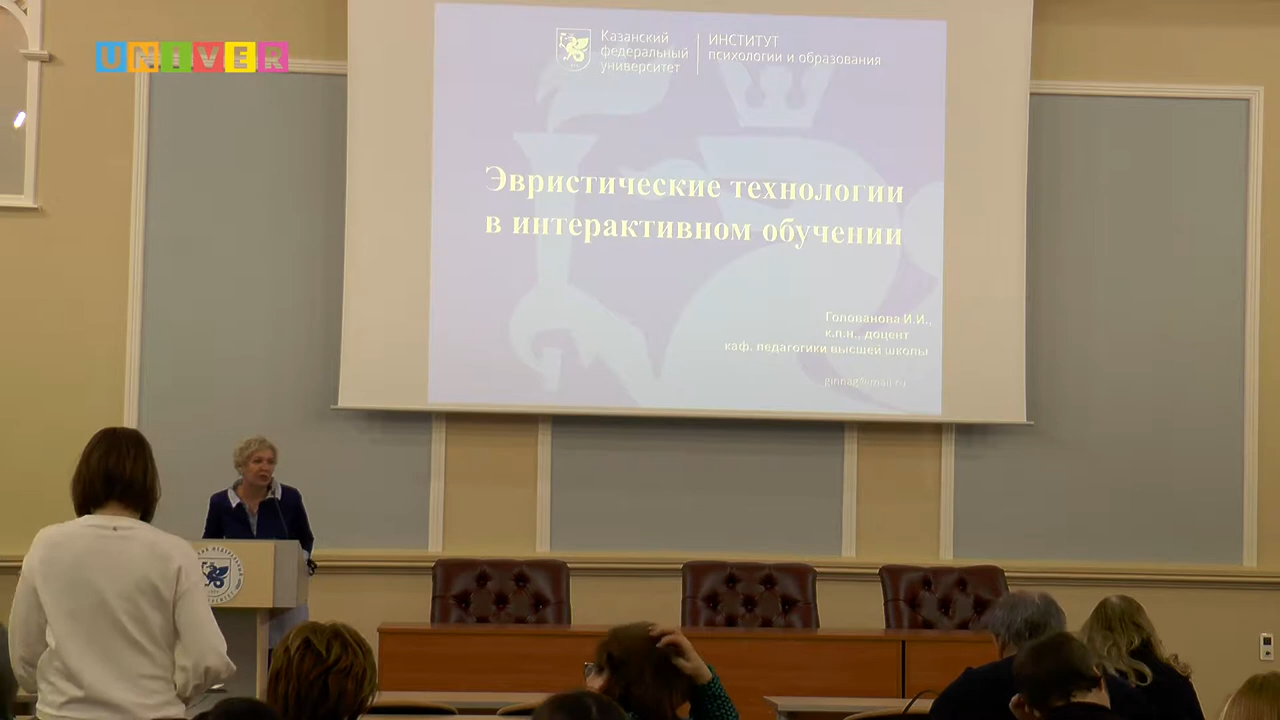 UNIVER
Казанский
федеральный
университет
ИНСТИТУТ
психологии и образования
Эвристические технологии
в интерактивном обучении
Голованова И.И.,
к.п.н., доцент
каф. педагогики высшей школы